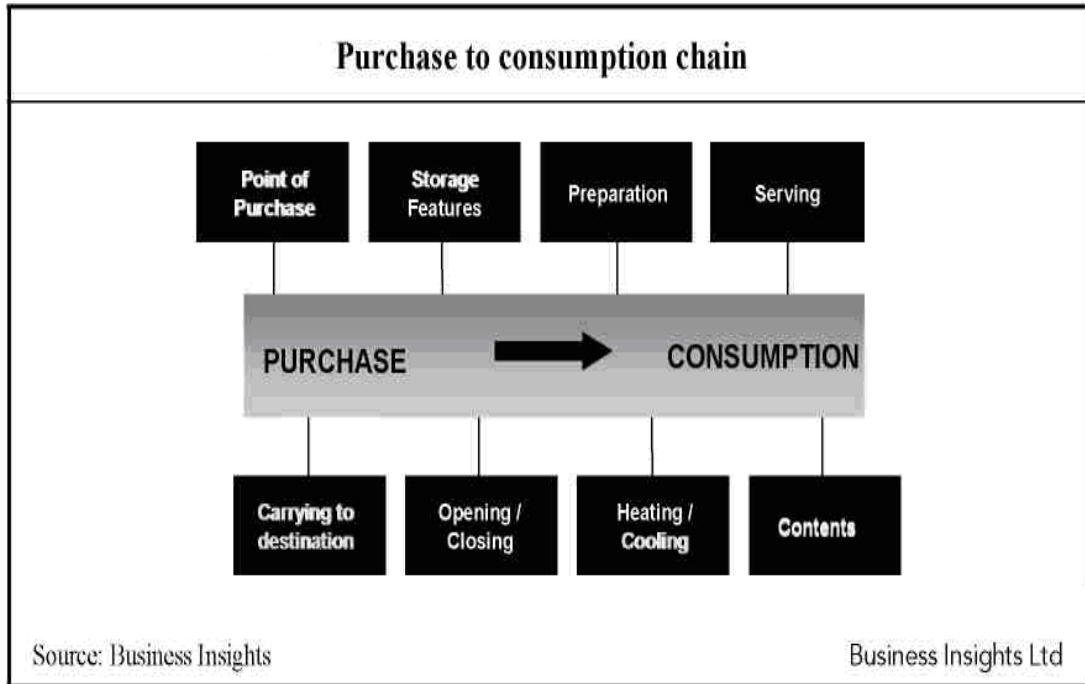 Purchase to consumption chain
Point of
Purchase
Storage
Features
Preparation
Serving
PURCHASE
CONSUMPTION
Carrying to
destination
Opening /
Closing
Heating /
Cooling
Contents
Source: Business Insights
Business Insights Ltd